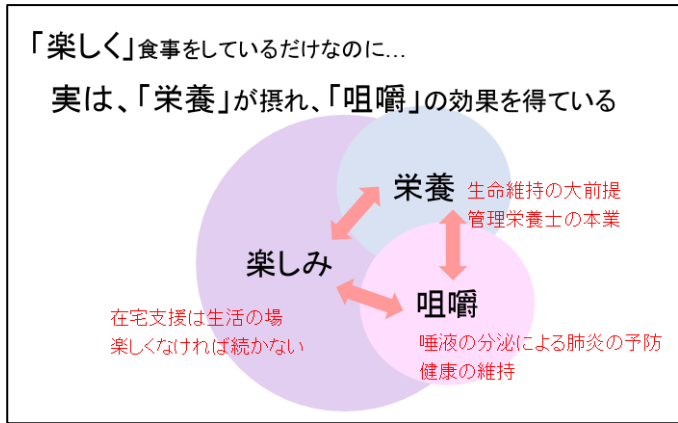 「楽しく」食事をしているだけなのに…
実は、「栄養」が摂れ、「咀嚼」の効果を得ている
栄養
生命維持の大前提
管理栄養士の本業
楽しみ
在宅支援は生活の場
楽しくなければ続かない
咀嚼
唾液の分泌による肺炎の予防
健康の維持